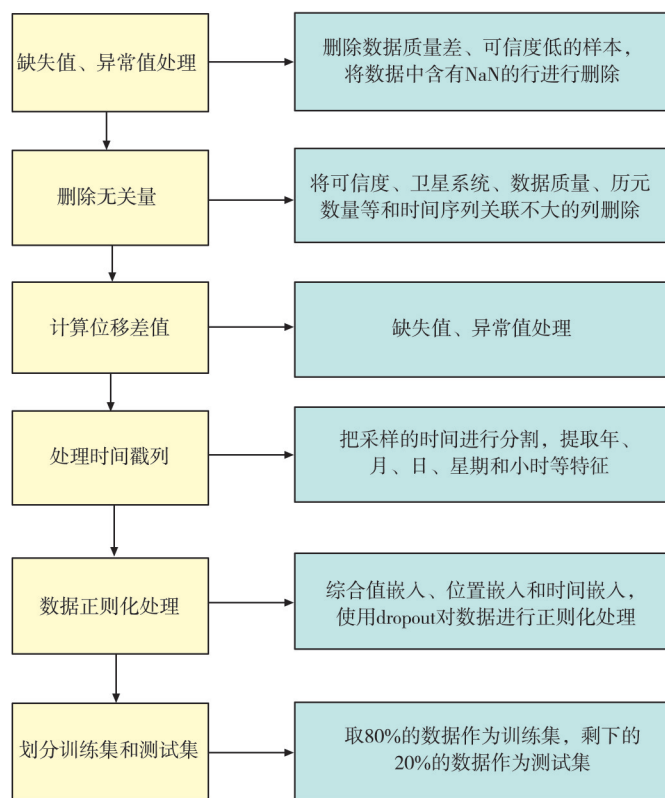 缺失值、异常值处理
删除数据质量差、可信度低的样本,
将数据中含有NaN的行进行删除
删除无关量
将可信度、卫星系统、数据质量、历元
数量等和时间序列关联不大的列删除
计算位移差值
缺失值、异常值处理
处理时间戳列
把采样的时间进行分割，提取年、
月、日、星期和小时等特征
数据正则化处理
综合值嵌入、位置嵌入和时间嵌入，
使用dropout对数据进行正则化处理
划分训练集和测试集
取80%的数据作为训练集，剩下的
20%的数据作为测试集